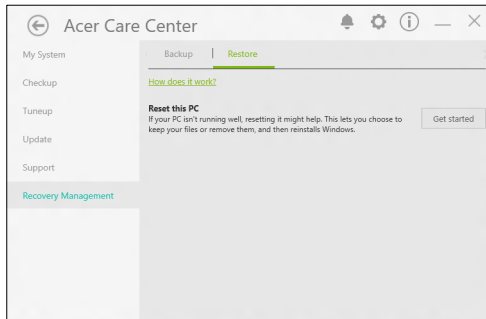 Acer Care Center
My System
Checkup
Tuneup
Update
Support
Recovery Management
Backup
Restore
How does it work?
Reset this PC
If your PC isn't running well, resetting it might help. This lets you choose to
keep your files or remove them, and then reinstalls Windows.
Get started